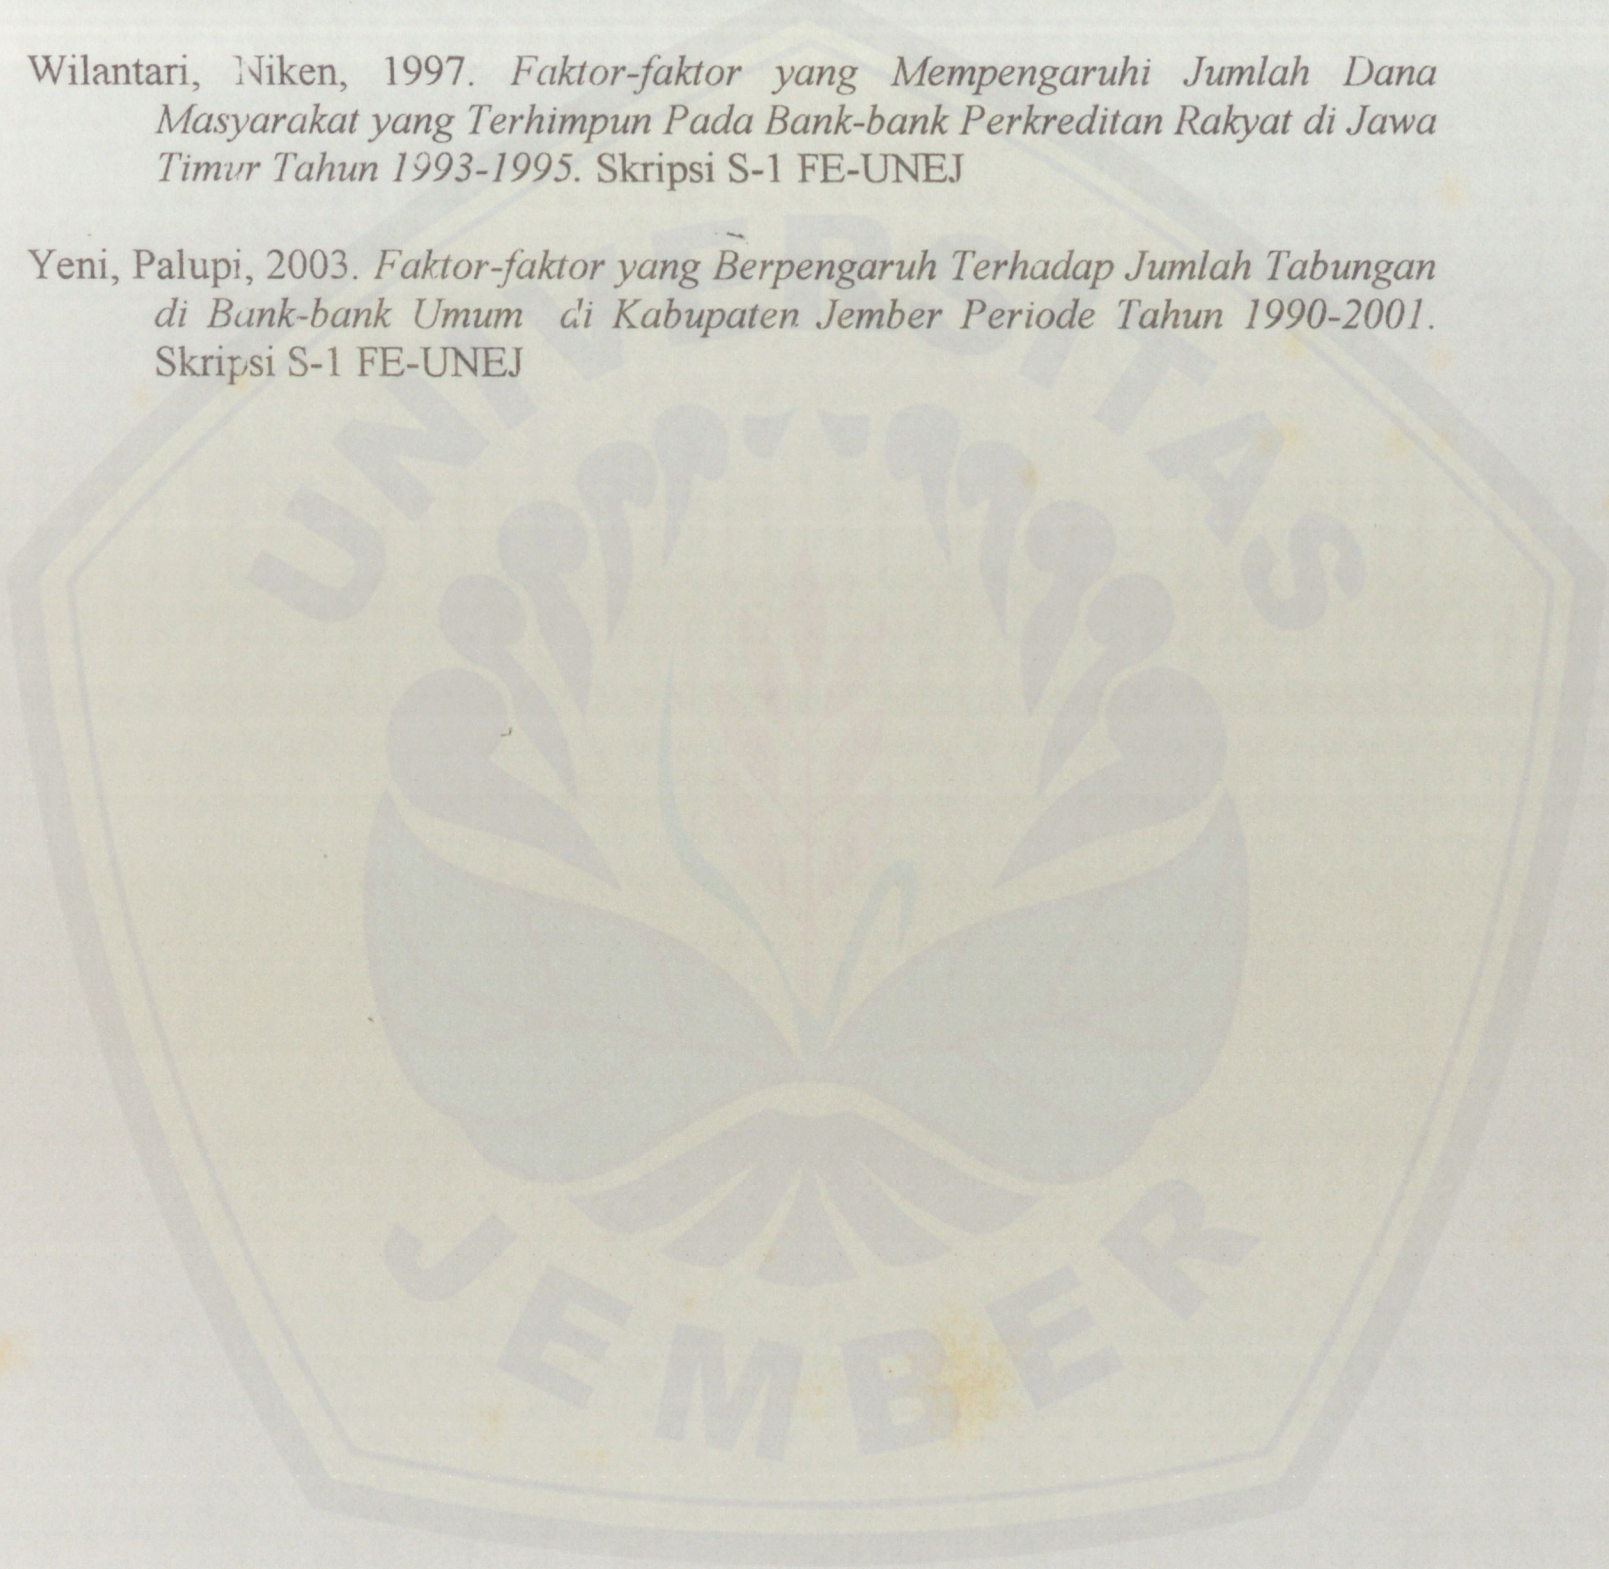 Wilantari, Niken, 1997. Faktor-faktor yang Mempengaruhi Jumlah Dana
Masyarakat yang Terhimpun Pada Bank-bank Perkreditan Rakyat di Jawa
Timur Tahun 1993-1995. Skripsi S-1 FE-UNEJ
Yeni, Palupi, 2003. Faktor-faktor yang Berpengaruh Terhadap Jumlah Tabungan
di Bank-bank Umum di Kabupaten Jember Periode Tahun 1990-2001.
Skripsi S-1 FE-UNEJ
UNIVERSITAS
JEMBER